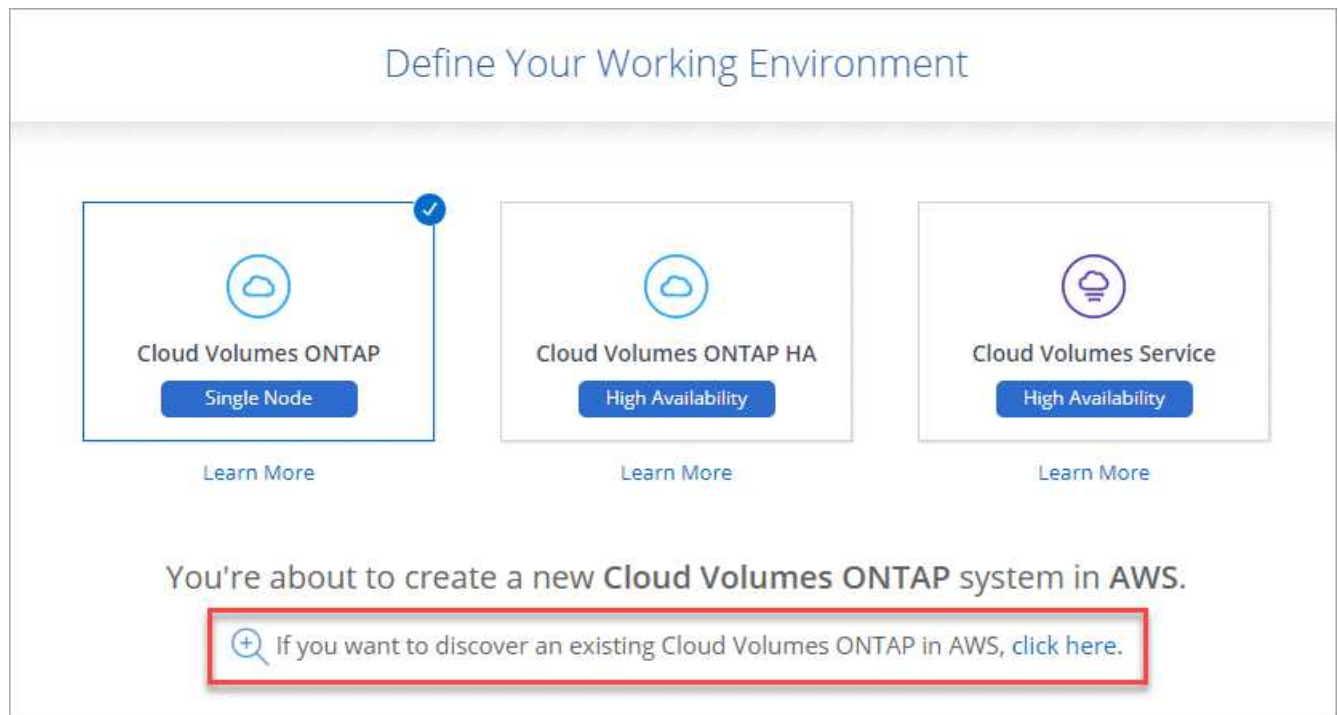 Define Your Working Environment
Cloud Volumes ONTAP
Single Node
Learn More
Cloud Volumes ONTAP HA
High Availability
Learn More
Cloud Volumes Service
High Availability
Learn More
You're about to create a new Cloud Volumes ONTAP system in AWS.
If you want to discover an existing Cloud Volumes ONTAP in AWS, click here.